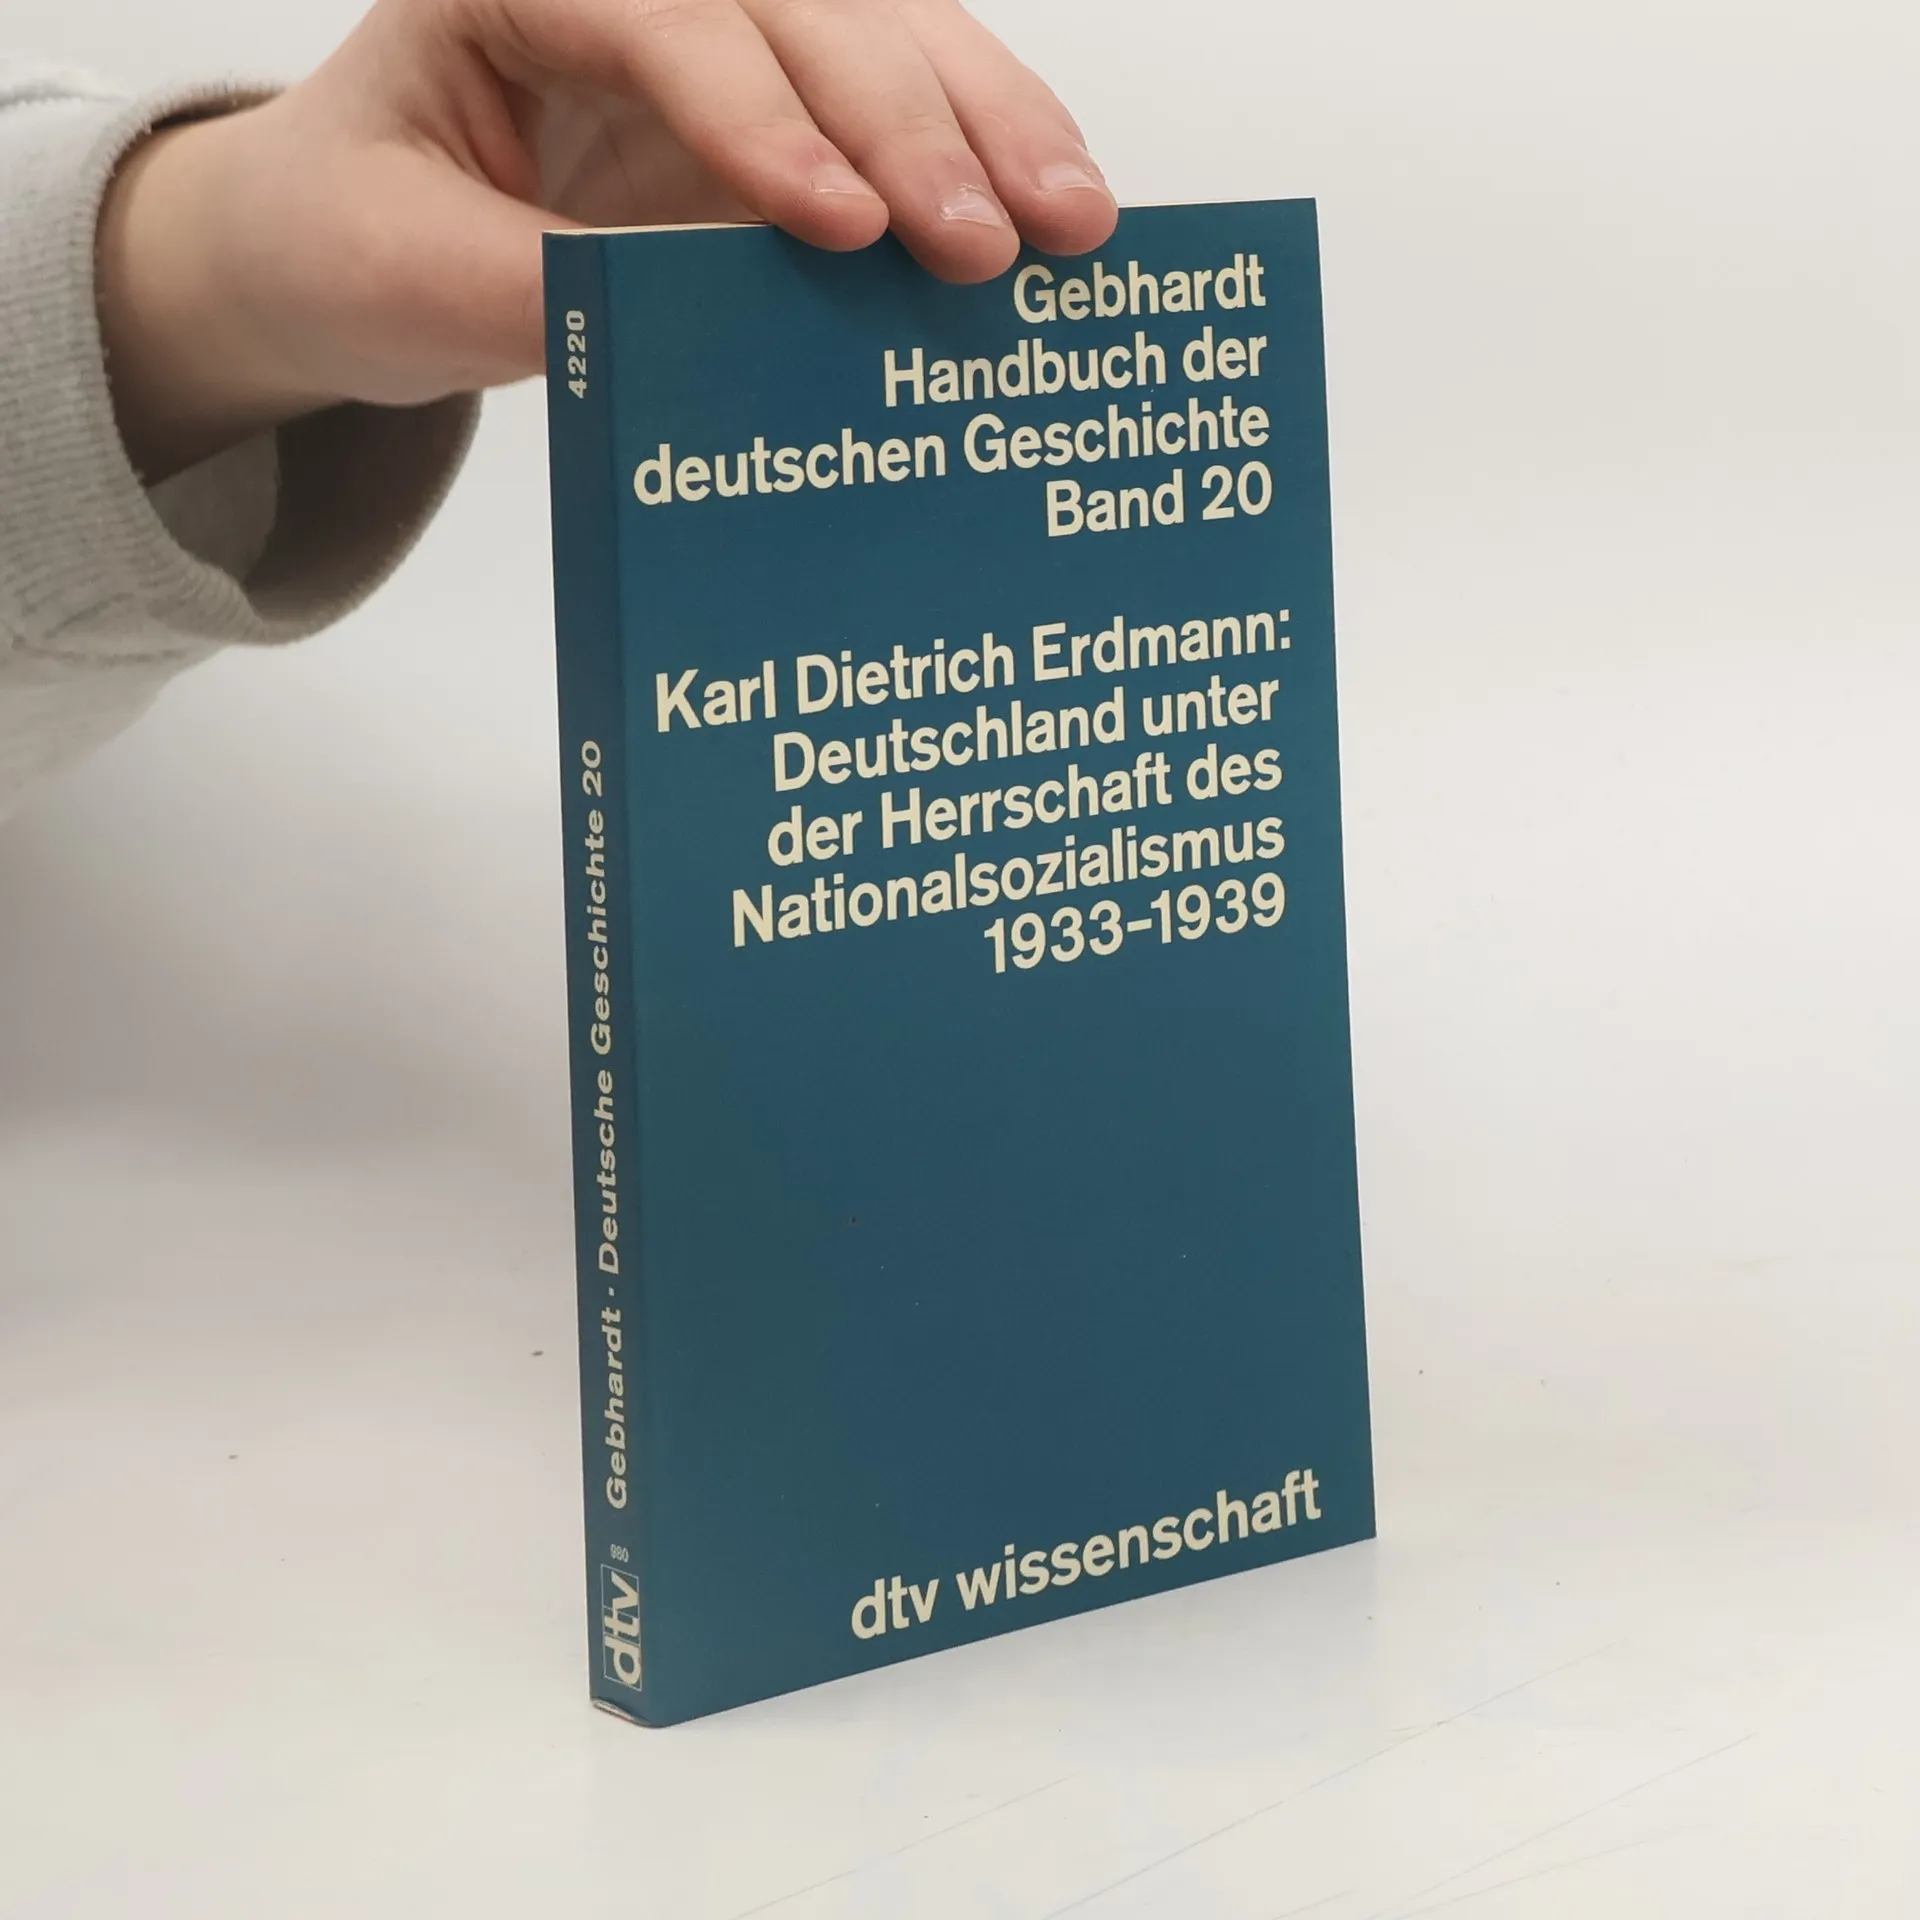 Gebhardt
Handbuch der
deutschen Geschichte
Band 20
Karl Dietrich Erdmann:
Deutschland unter
der Herrschaft des
Nationalsozialismus
1933–1939
dtv wissenschaft
4220
Gebhardt · Deutsche Geschichte 20
dtv